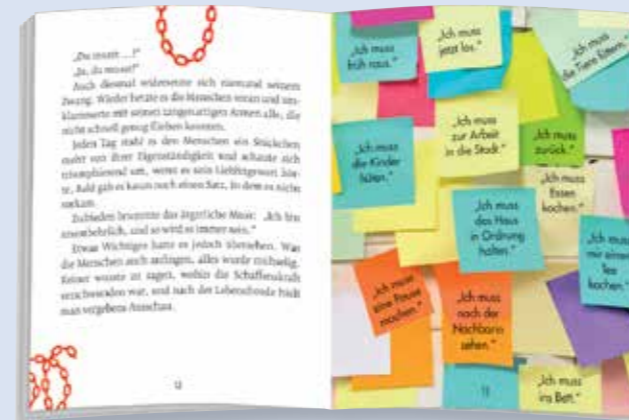 „Du musst ...!"
„Ja, du musst!"
Auch diesmal widersetzte sich niemand seinem
Zwang. Wieder hetzte es die Menschen voran und um-
klammerte mit seinen zangenartigen Armen alle, die
nicht schnell genug fliehen konnten.
Jeden Tag stahl es den Menschen ein Stückchen
mehr von ihrer Eigenständigkeit und schaute sich
triumphierend um, wenn es sein Lieblingswort hör-
te. Bald gab es kaum noch einen Satz, in dem es nicht
vorkam.
Zufrieden brummte das ärgerliche Muss: „Ich bin
unentbehrlich, und so wird es immer sein."
Etwas Wichtiges hatte es jedoch übersehen. Was
die Menschen auch anfingen, alles wurde mühselig.
Keiner wusste zu sagen, wohin die Schaffenskraft
verschwunden war, und nach der Lebensfreude hielt
man vergebens Ausschau.
12
„Ich muss
früh raus."
„Ich muss
jetzt los."
„Ich muss
die Tiere füttern."
„Ich muss
die Kinder
hüten."
„Ich muss
zur Arbeit
in die Stadt."
„Ich muss
zurück."
„Ich muss
Essen
kochen."
„Ich muss
das Haus
in Ordnung
halten."
„Ich muss
mir einen
Tee
kochen."
„Ich muss
eine Pause
machen."
„Ich muss
nach der
Nachbarin
sehen."
„Ich muss
ins Bett."
13